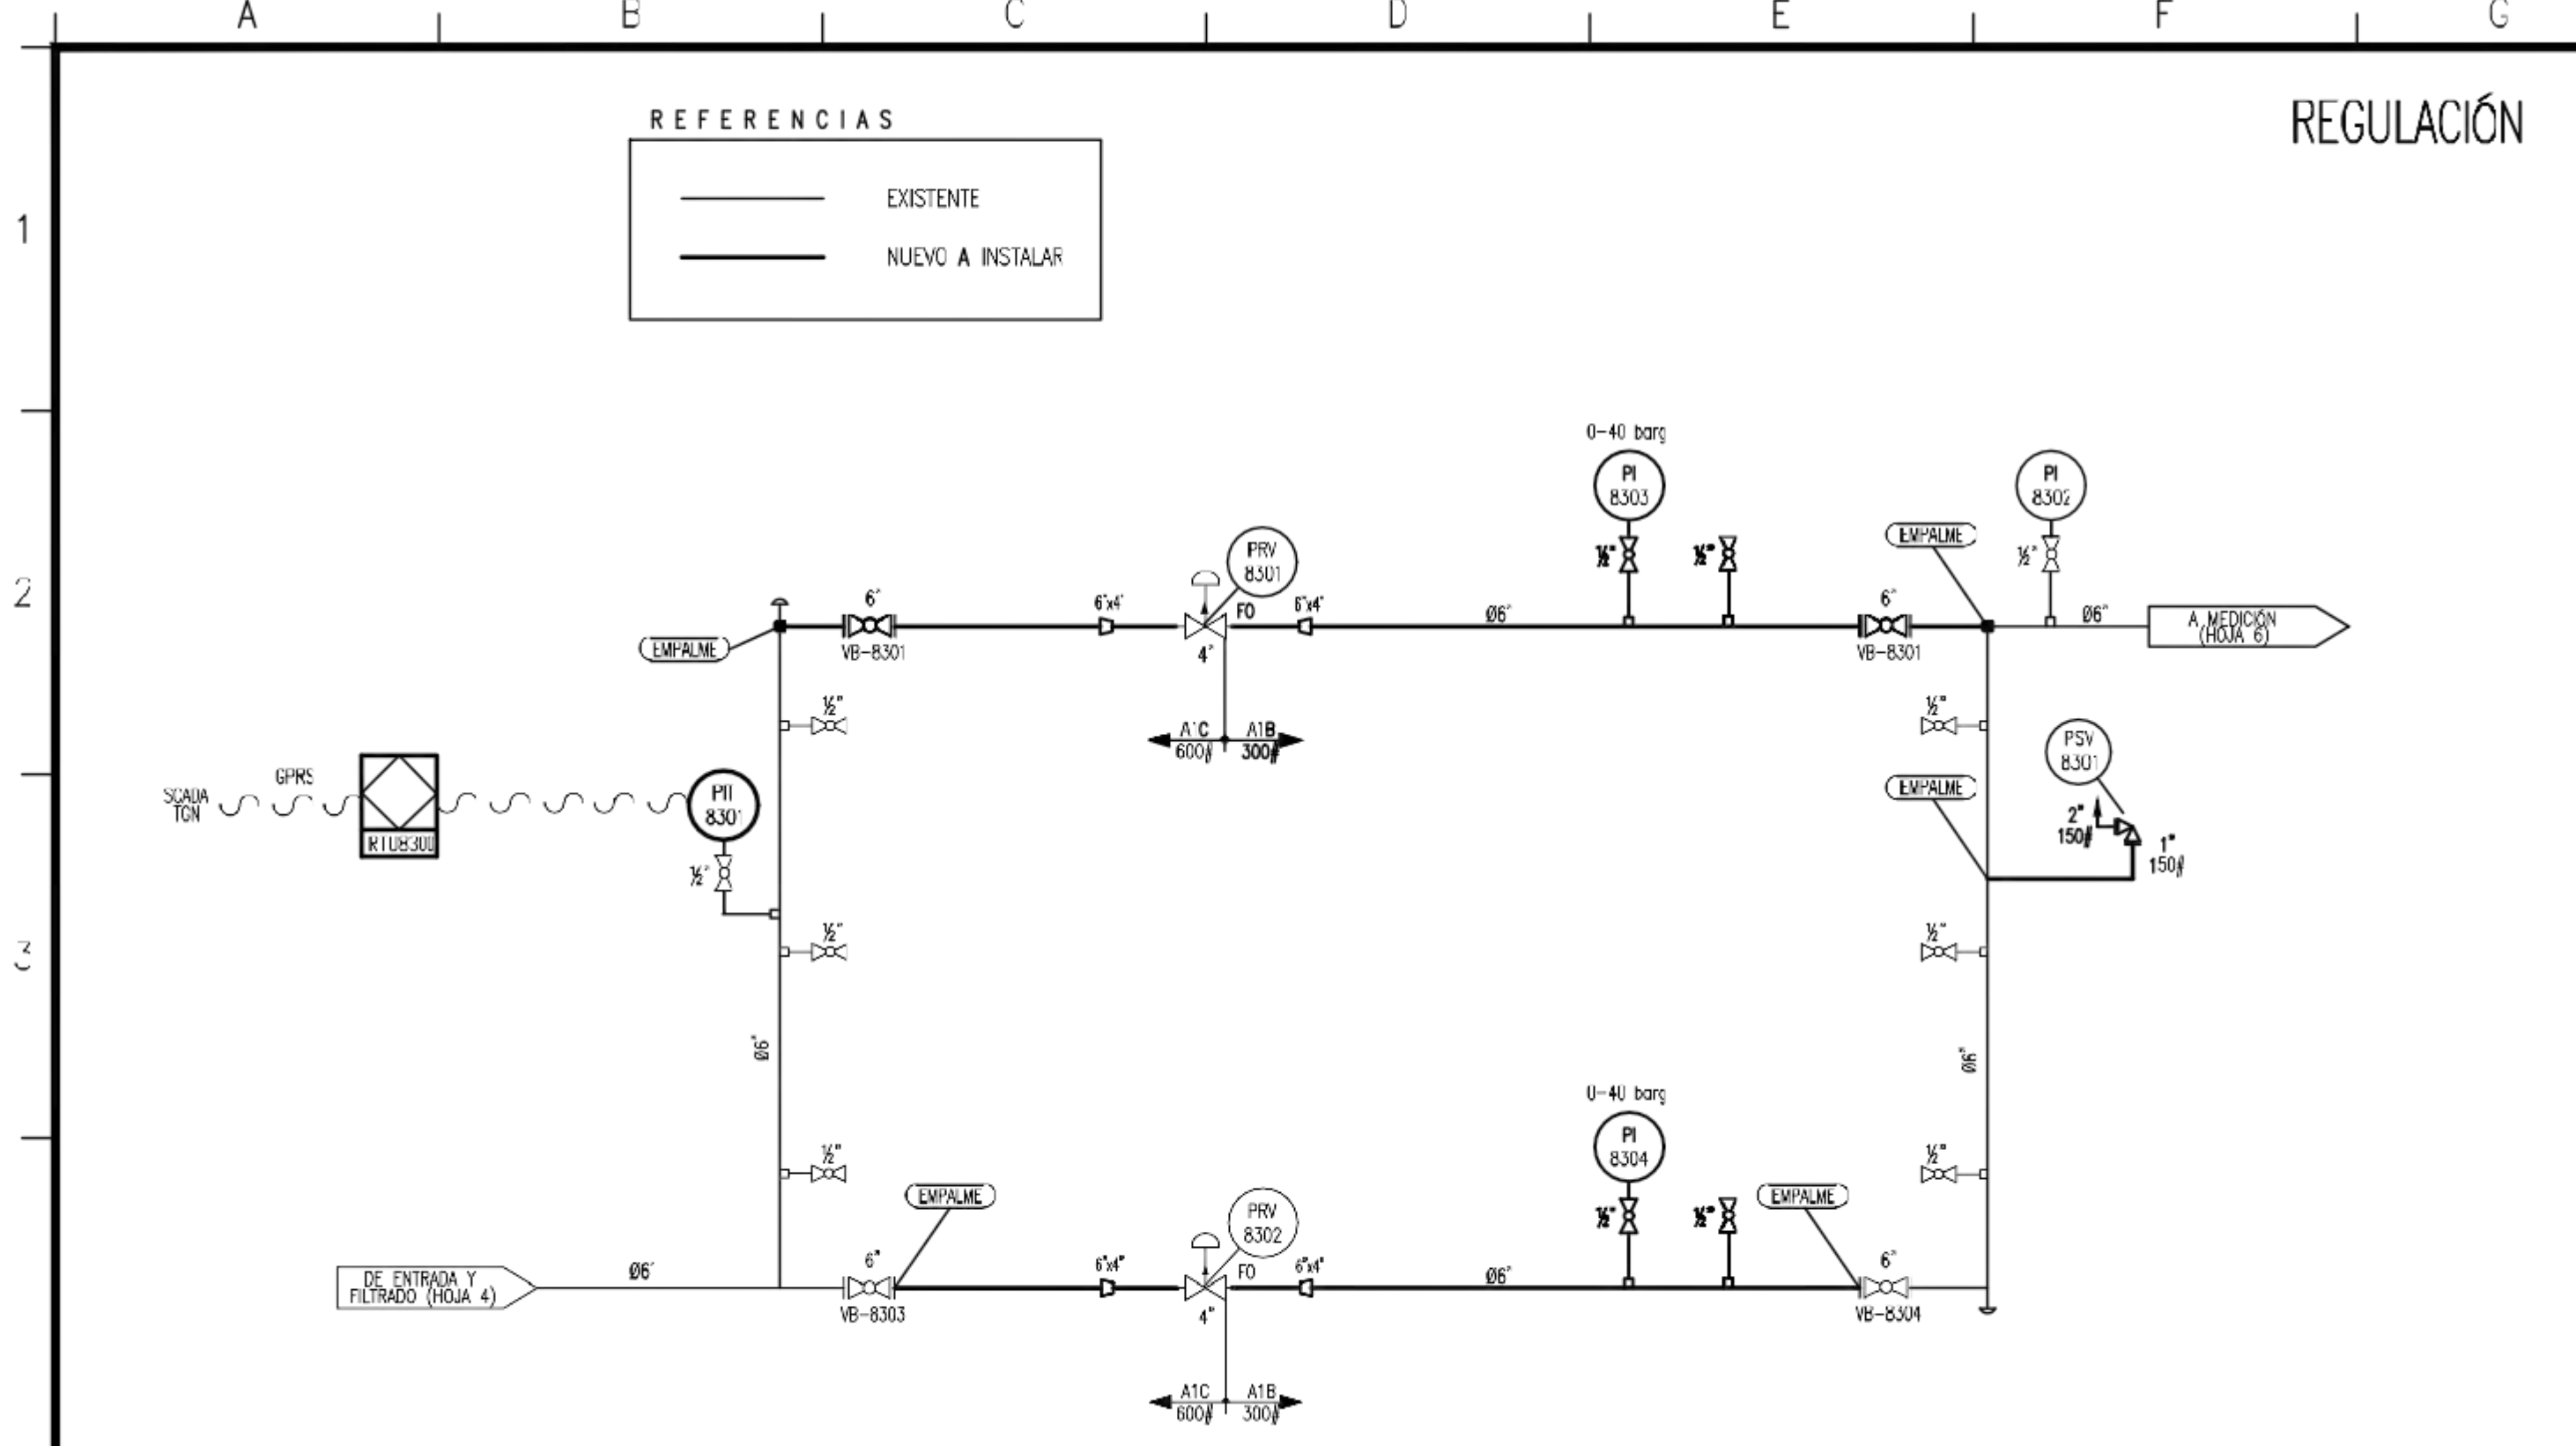 A B C D E F G
REFERENCIAS
REGULACIÓN
EXISTENTE
1
NUEVO A INSTALAR
0-40 barg
PI
8303
PI
8302
EMPALME
PRV
8301
½"
½"
½"
2
6"
6"x4"
FO
6"x4"
Ø6"
6"
Ø6"
A MEDICIÓN
(HOJA 6)
EMPALME
VB-8301
4"
VB-8301
½"
½"
A1C
600#
A1B
300#
PSV
8301
GPRS
SCADA
TGN
RTU8300
PIT
8301
EMPALME
2"
150#
1"
150#
½"
3
½"
½"
Ø6"
Ø6"
0-40 barg
PI
8304
½"
½"
EMPALME
PRV
8302
½"
½"
EMPALME
DE ENTRADA Y
FILTRADO (HOJA 4)
Ø6"
6"
6"x4"
FO
6"x4"
Ø6"
6"
VB-8303
4"
VB-8304
A1C
600#
A1B
300#